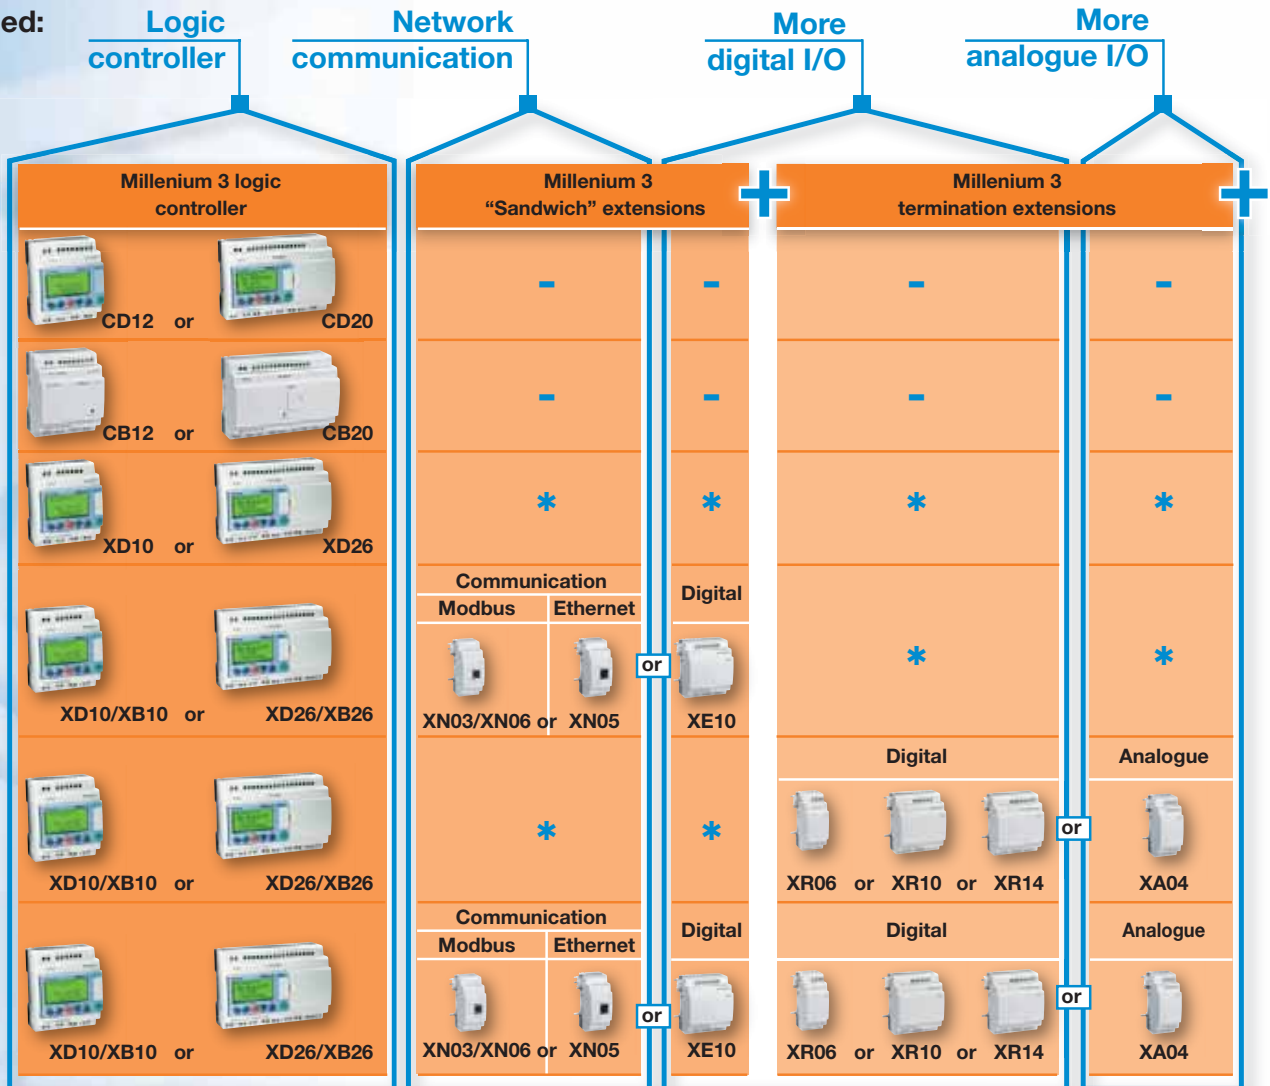 ed:
Logic
controller
Network
communication
More
digital I/O
More
analogue I/O
Millenium 3 logic
controller
Millenium 3
“Sandwich” extensions
+
Millenium 3
termination extensions
+
CD12 or CD20
- - - -
CB12 or CB20
- - - -
XD10 or XD26
* * * *
Communication
Modbus Ethernet
Digital
XD10/XB10 or XD26/XB26
XN03/XN06 or XN05
or
XE10
* *
XD10/XB10 or XD26/XB26
* *
Digital
Analogue
XR06 or XR10 or XR14
or
XA04
Communication
Modbus Ethernet
Digital
Digital
Analogue
XD10/XB10 or XD26/XB26
XN03/XN06 or XN05
or
XE10
XR06 or XR10 or XR14
or
XA04